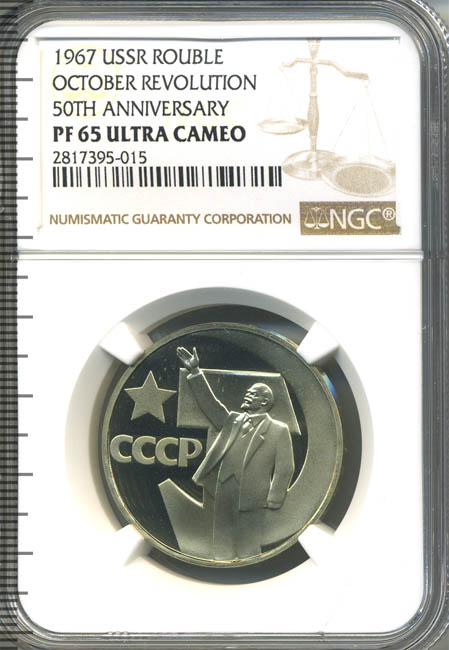 1967 USSR ROUBLE
OCTOBER REVOLUTION
50TH ANNIVERSARY
PF 65 ULTRA CAMEO
2817395-015
NUMISMATIC GUARANTY CORPORATION NGC®
СССР